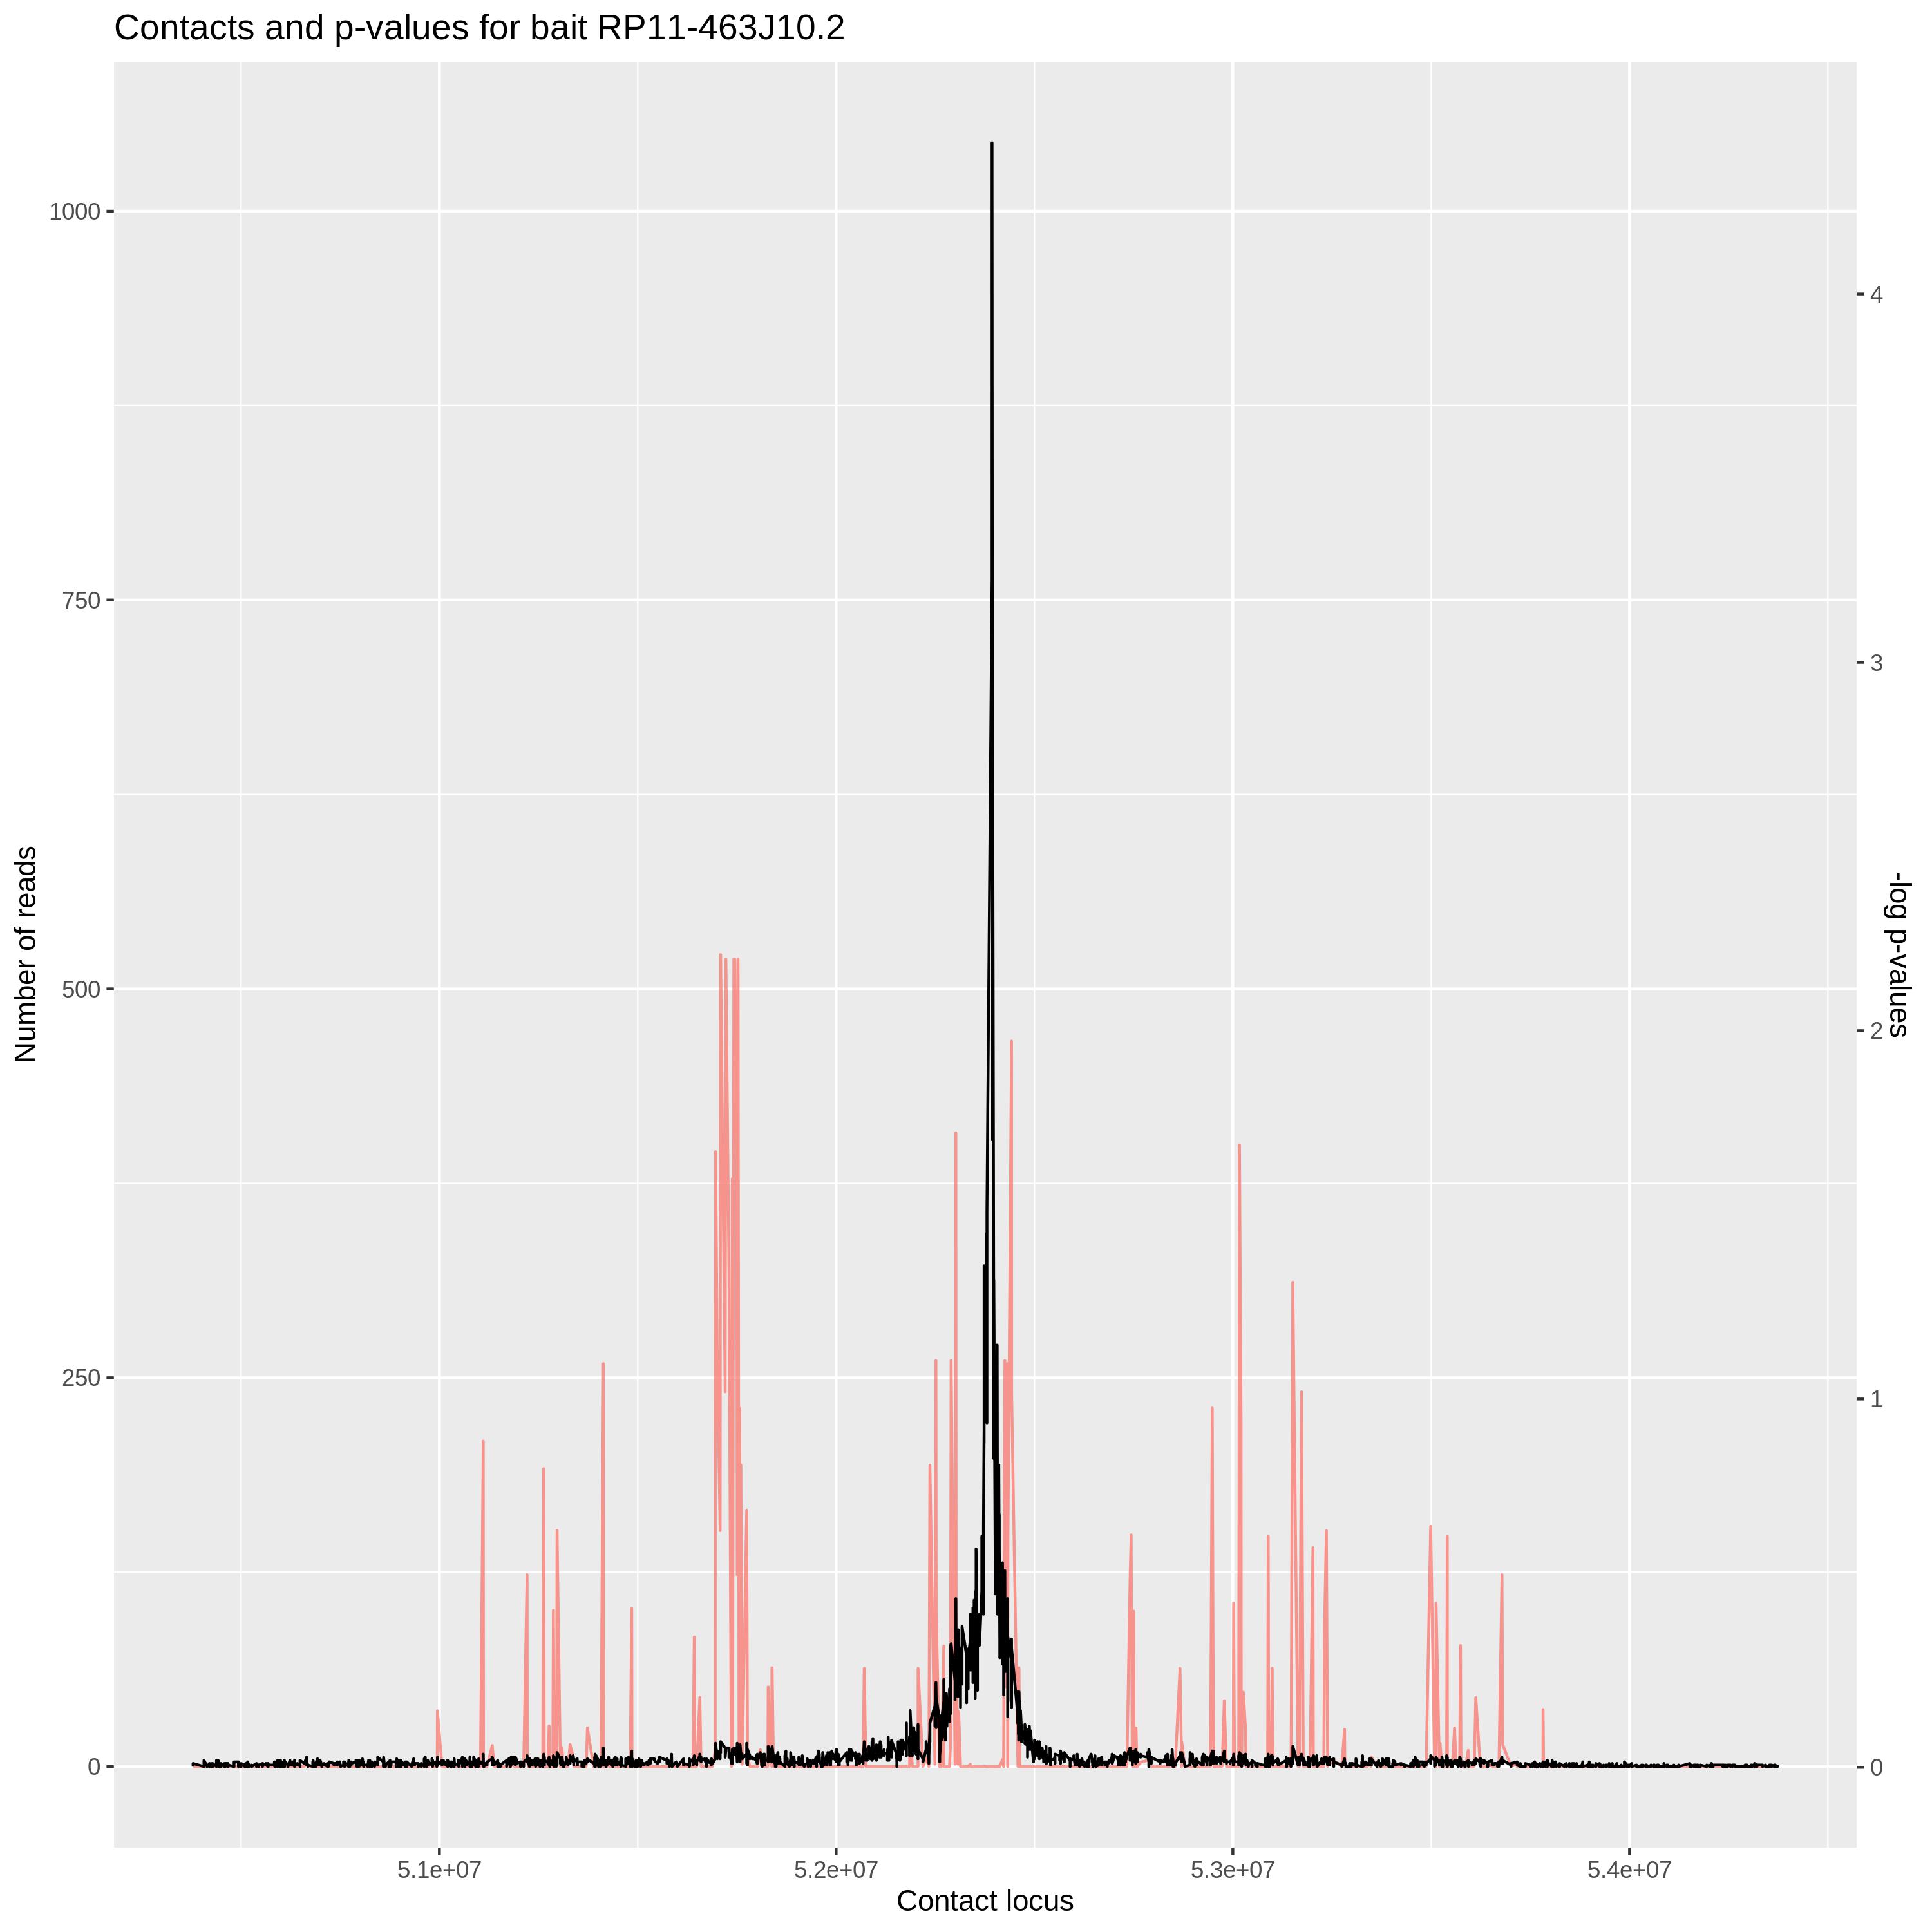 Contacts and p-values for bait RP11-463J10.2
Number of reads
1000
750
500
250
0
4
3
2
1
0
-log p-values
5.1e+07
5.2e+07
5.3e+07
5.4e+07
Contact locus